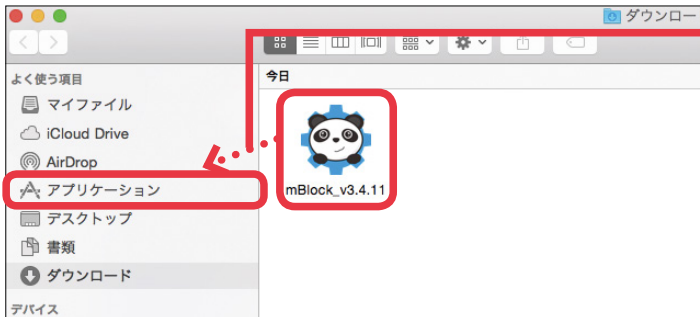 ダウンロー
よく使う項目
今日
マイファイル
iCloud Drive
AirDrop
アプリケーション
mBlock_v3.4.11
デスクトップ
書類
ダウンロード
デバイス